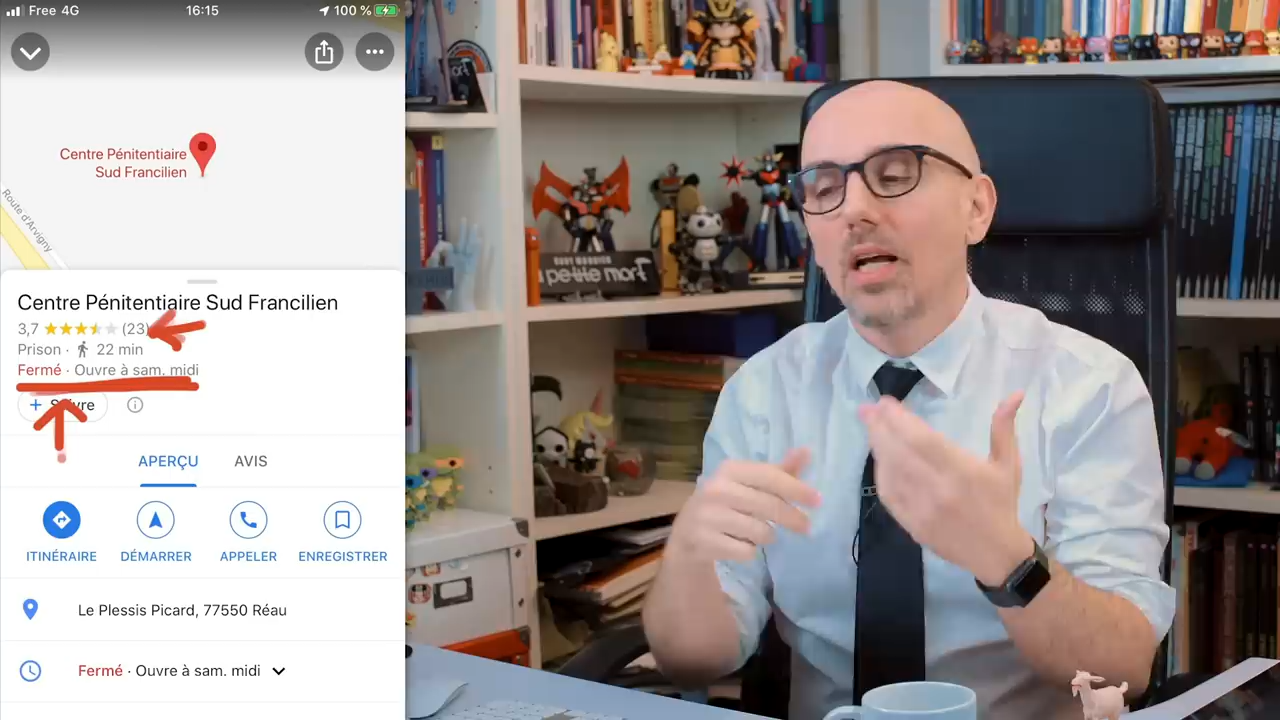 Free 4G
16:15
100 %
Centre Pénitentiaire
Sud Francilien
Route d'Arvigny
Centre Pénitentiaire Sud Francilien
3,7 (23)
Prison · 22 min
Fermé · Ouvre à sam. midi
+ Suivre
APERÇU
AVIS
ITINÉRAIRE
DÉMARRER
APPELER
ENREGISTRER
Le Plessis Picard, 77550 Réau
Fermé · Ouvre à sam. midi
petite mort